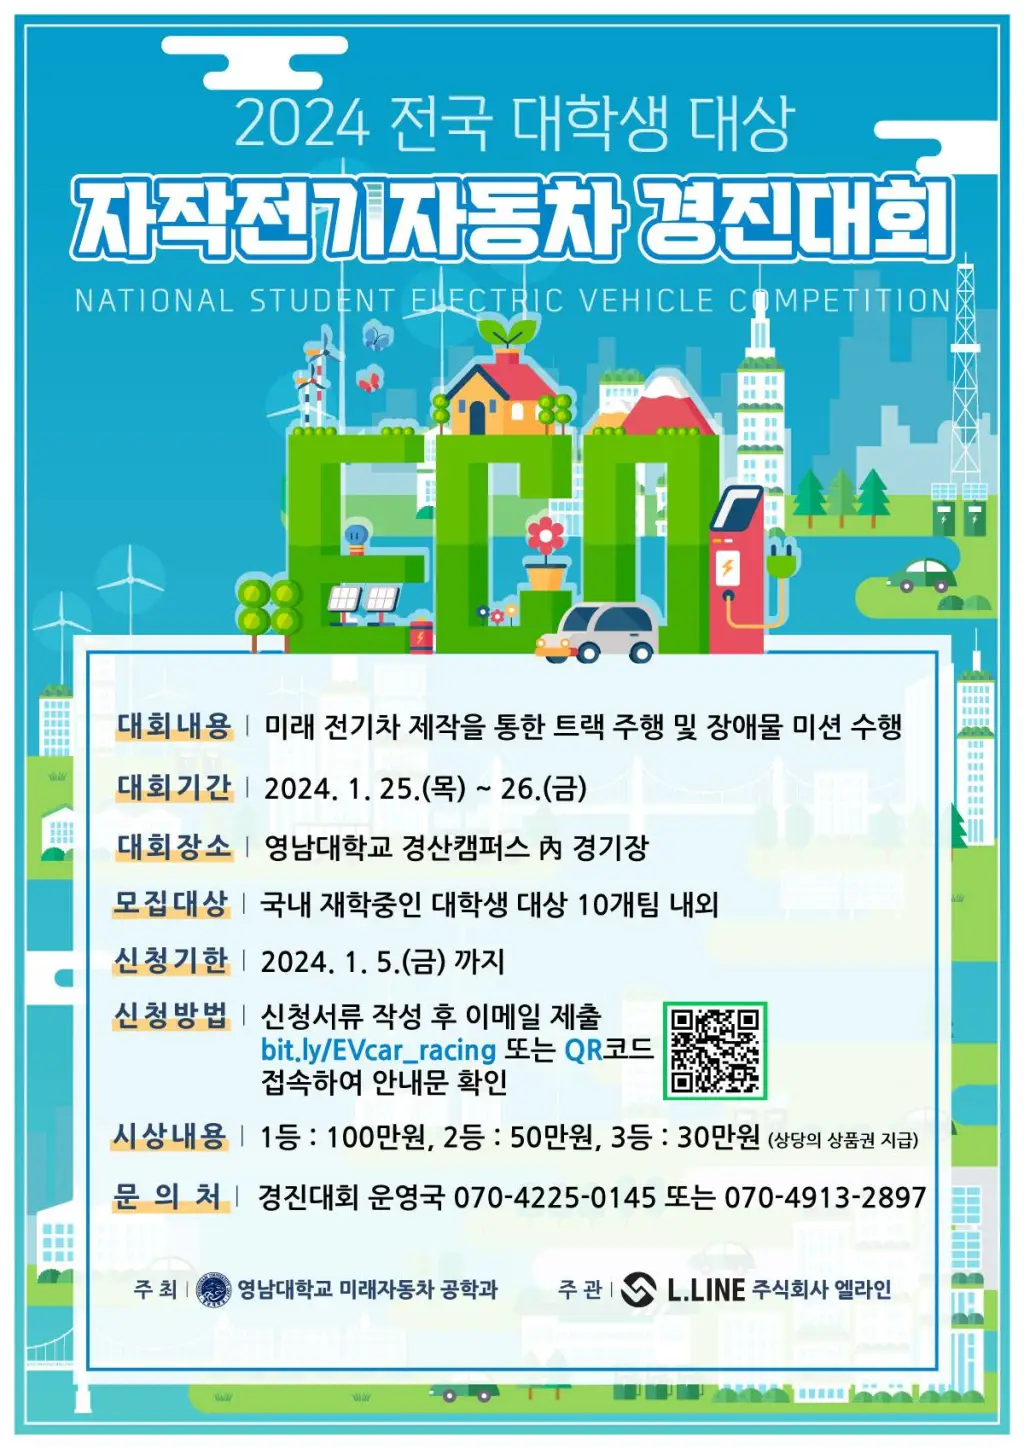 2024 전국 대학생 대상
자작전기자동차 경진대회
NATIONAL STUDENT ELECTRIC VEHICLE COMPETITION
ECO
대회내용 | 미래 전기차 제작을 통한 트랙 주행 및 장애물 미션 수행
대회기간 | 2024. 1. 25.(목) ~ 26.(금)
대회장소 | 영남대학교 경산캠퍼스 內 경기장
모집대상 | 국내 재학중인 대학생 대상 10개팀 내외
신청기한 | 2024. 1. 5.(금) 까지
신청방법 | 신청서류 작성 후 이메일 제출
bit.ly/EVcar_racing 또는 QR코드
접속하여 안내문 확인
시상내용 | 1등 : 100만원, 2등 : 50만원, 3등 : 30만원 (상당의 상품권 지급)
문 의 처 | 경진대회 운영국 070-4225-0145 또는 070-4913-2897
주 최 | 영남대학교 미래자동차 공학과 주 관 | L.LINE 주식회사 엘라인